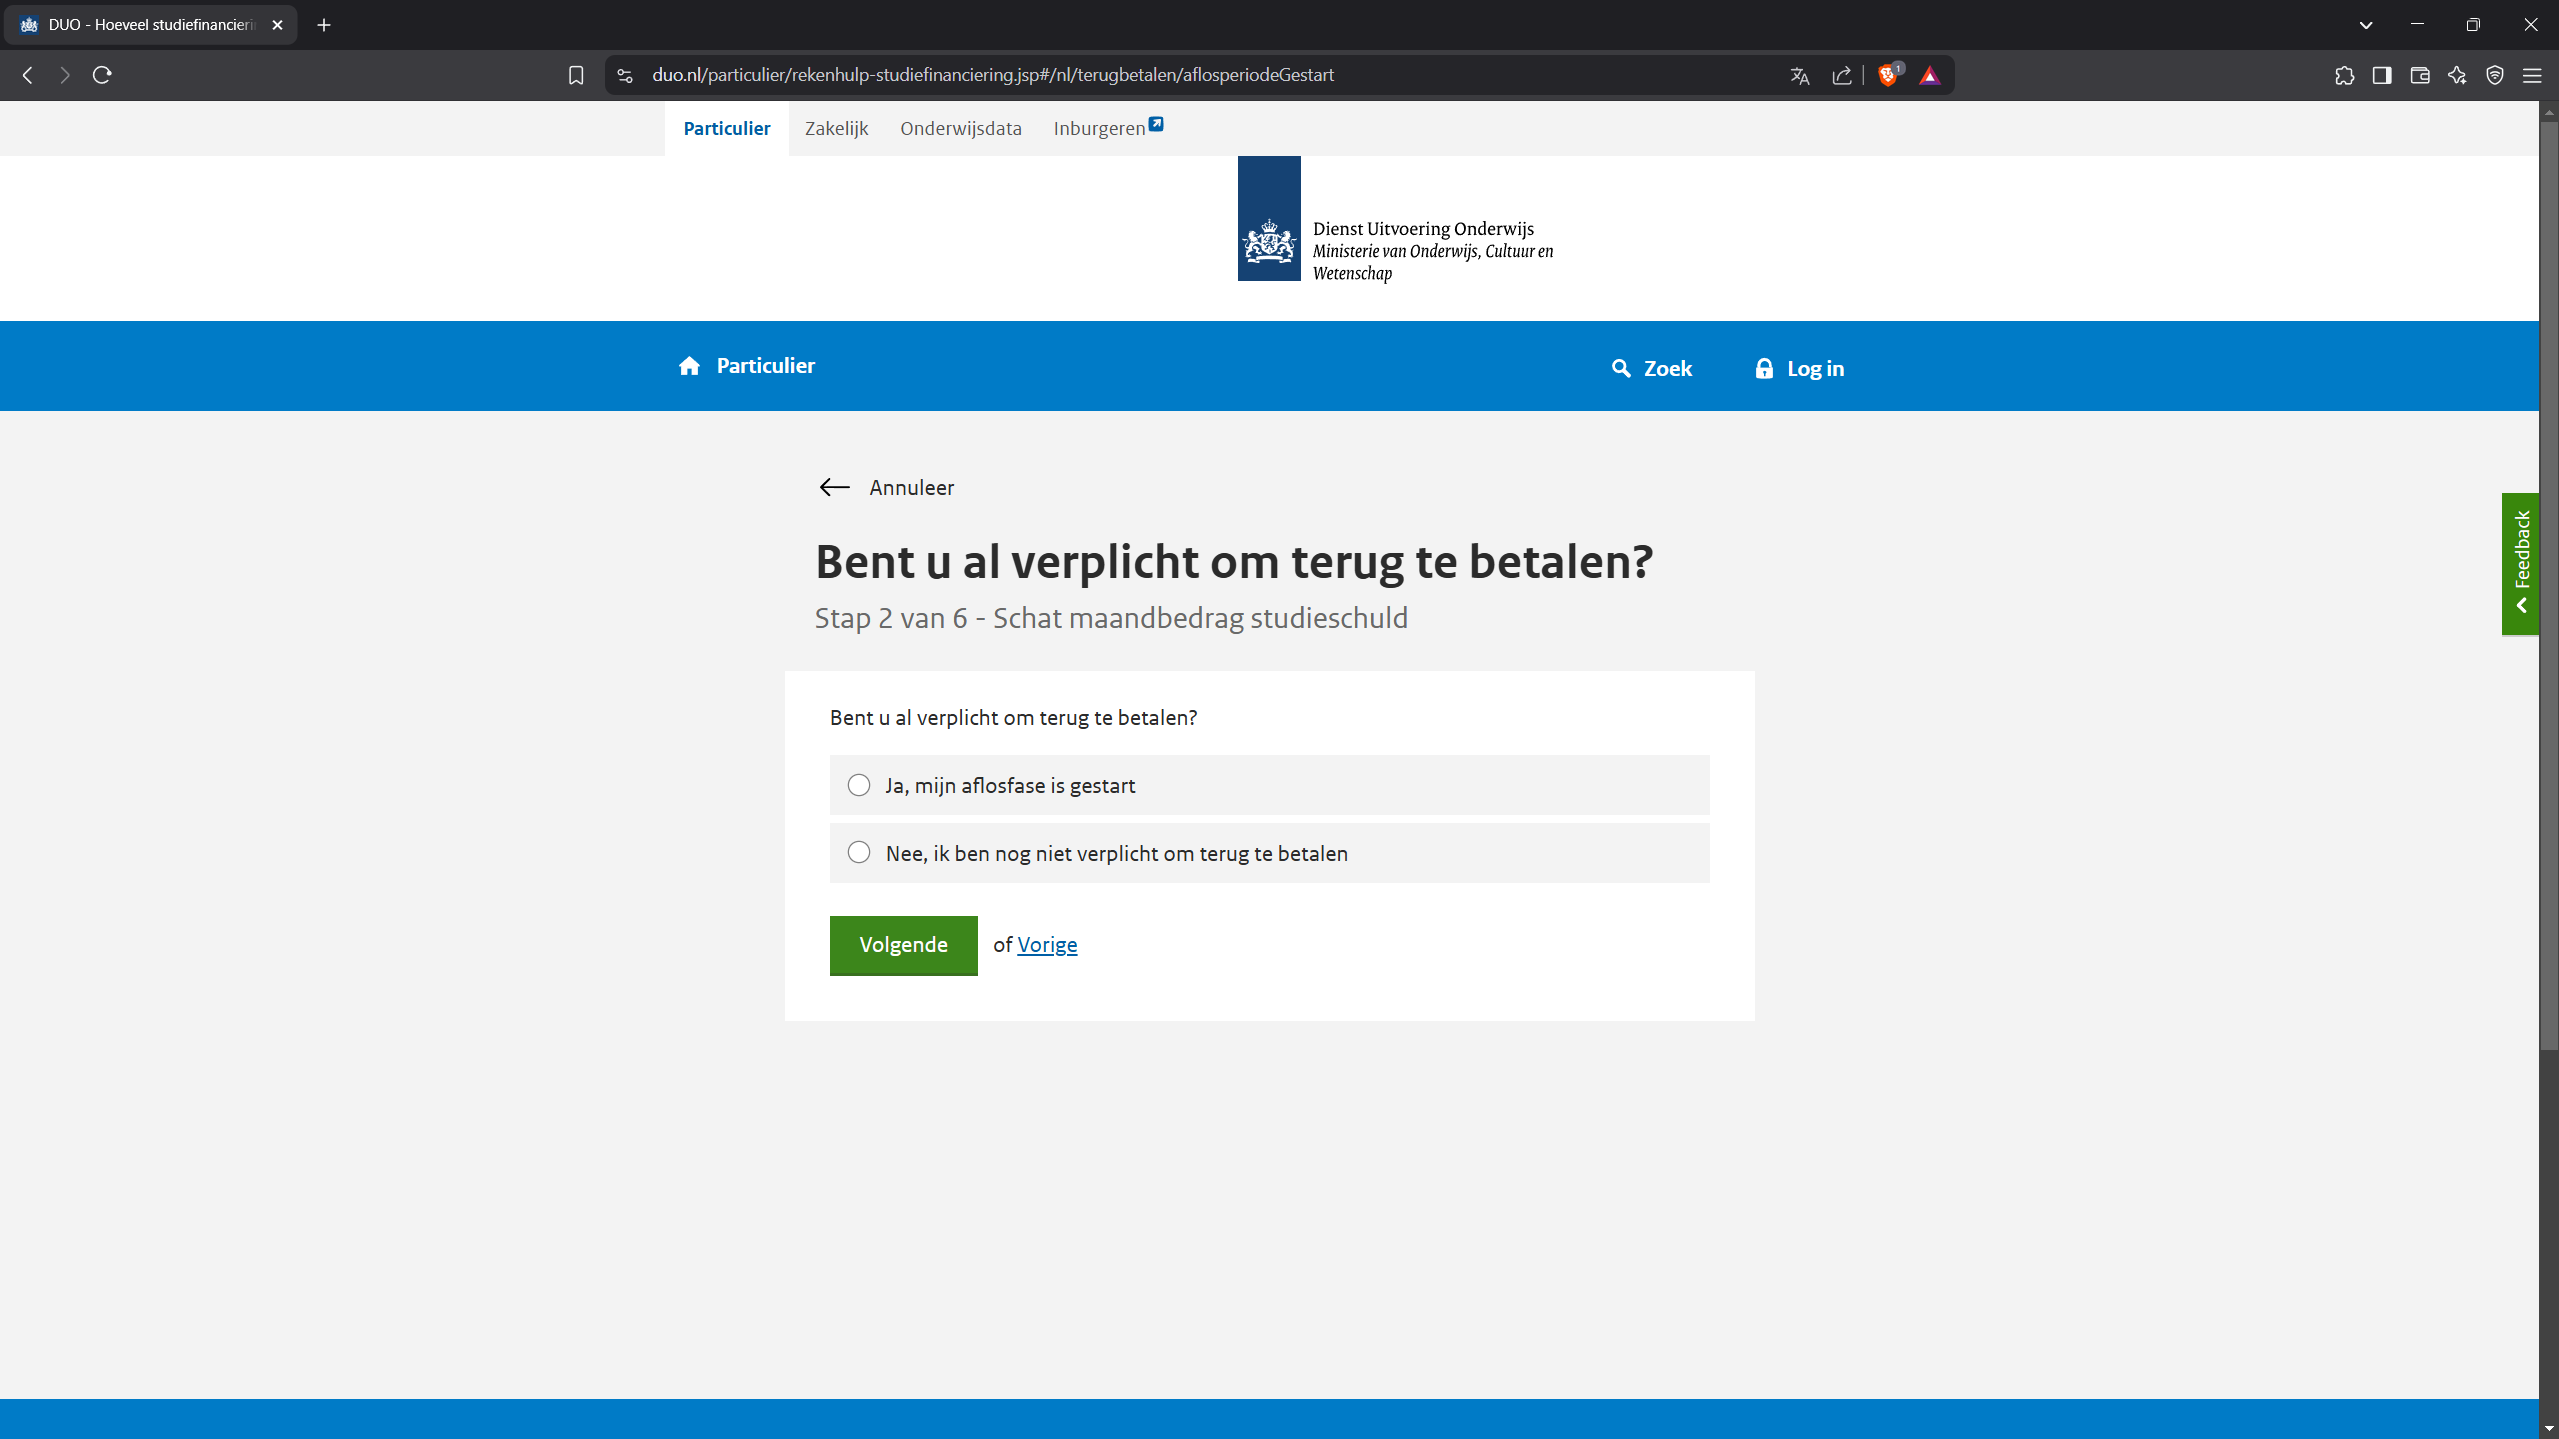 DUO - Hoeveel studiefinancieri
duo.nl/particulier/rekenhulp-studiefinanciering.jsp#/nl/terugbetalen/aflosperiodeGestart
1
Particulier
Zakelijk
Onderwijsdata
Inburgeren
Dienst Uitvoering Onderwijs
Ministerie van Onderwijs, Cultuur en
Wetenschap
Particulier
Zoek
Log in
Annuleer
Bent u al verplicht om terug te betalen?
Stap 2 van 6 - Schat maandbedrag studieschuld
Feedback
Bent u al verplicht om terug te betalen?
Ja, mijn aflosfase is gestart
Nee, ik ben nog niet verplicht om terug te betalen
Volgende
of Vorige